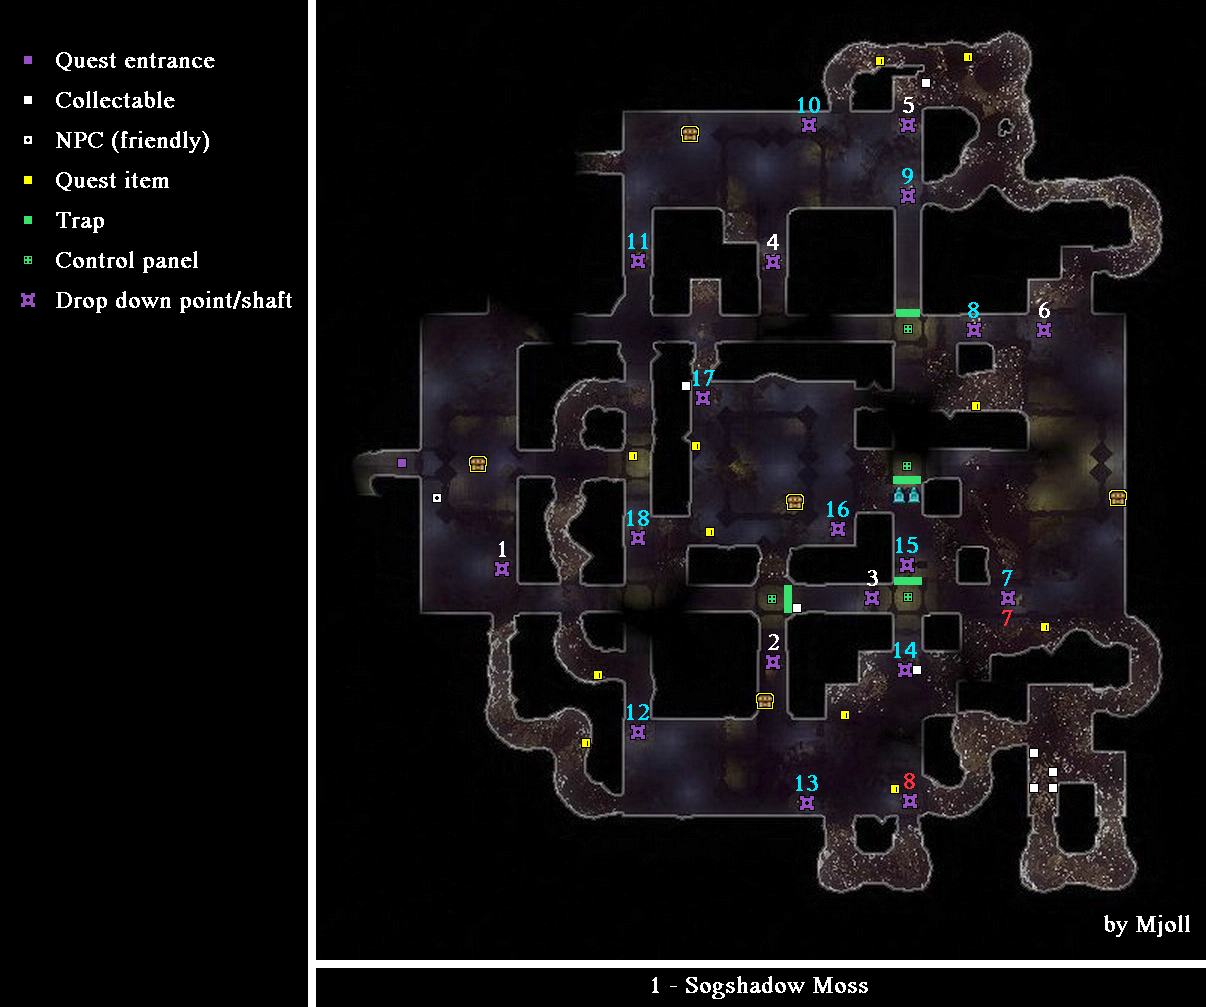 Quest entrance
Collectable
NPC (friendly)
Quest item
Trap
Control panel
Drop down point/shaft
10
5
9
11
4
8
6
17
18
16
1
15
3
7
7
2
14
12
13
8
by Mjoll
1 - Sogshadow Moss